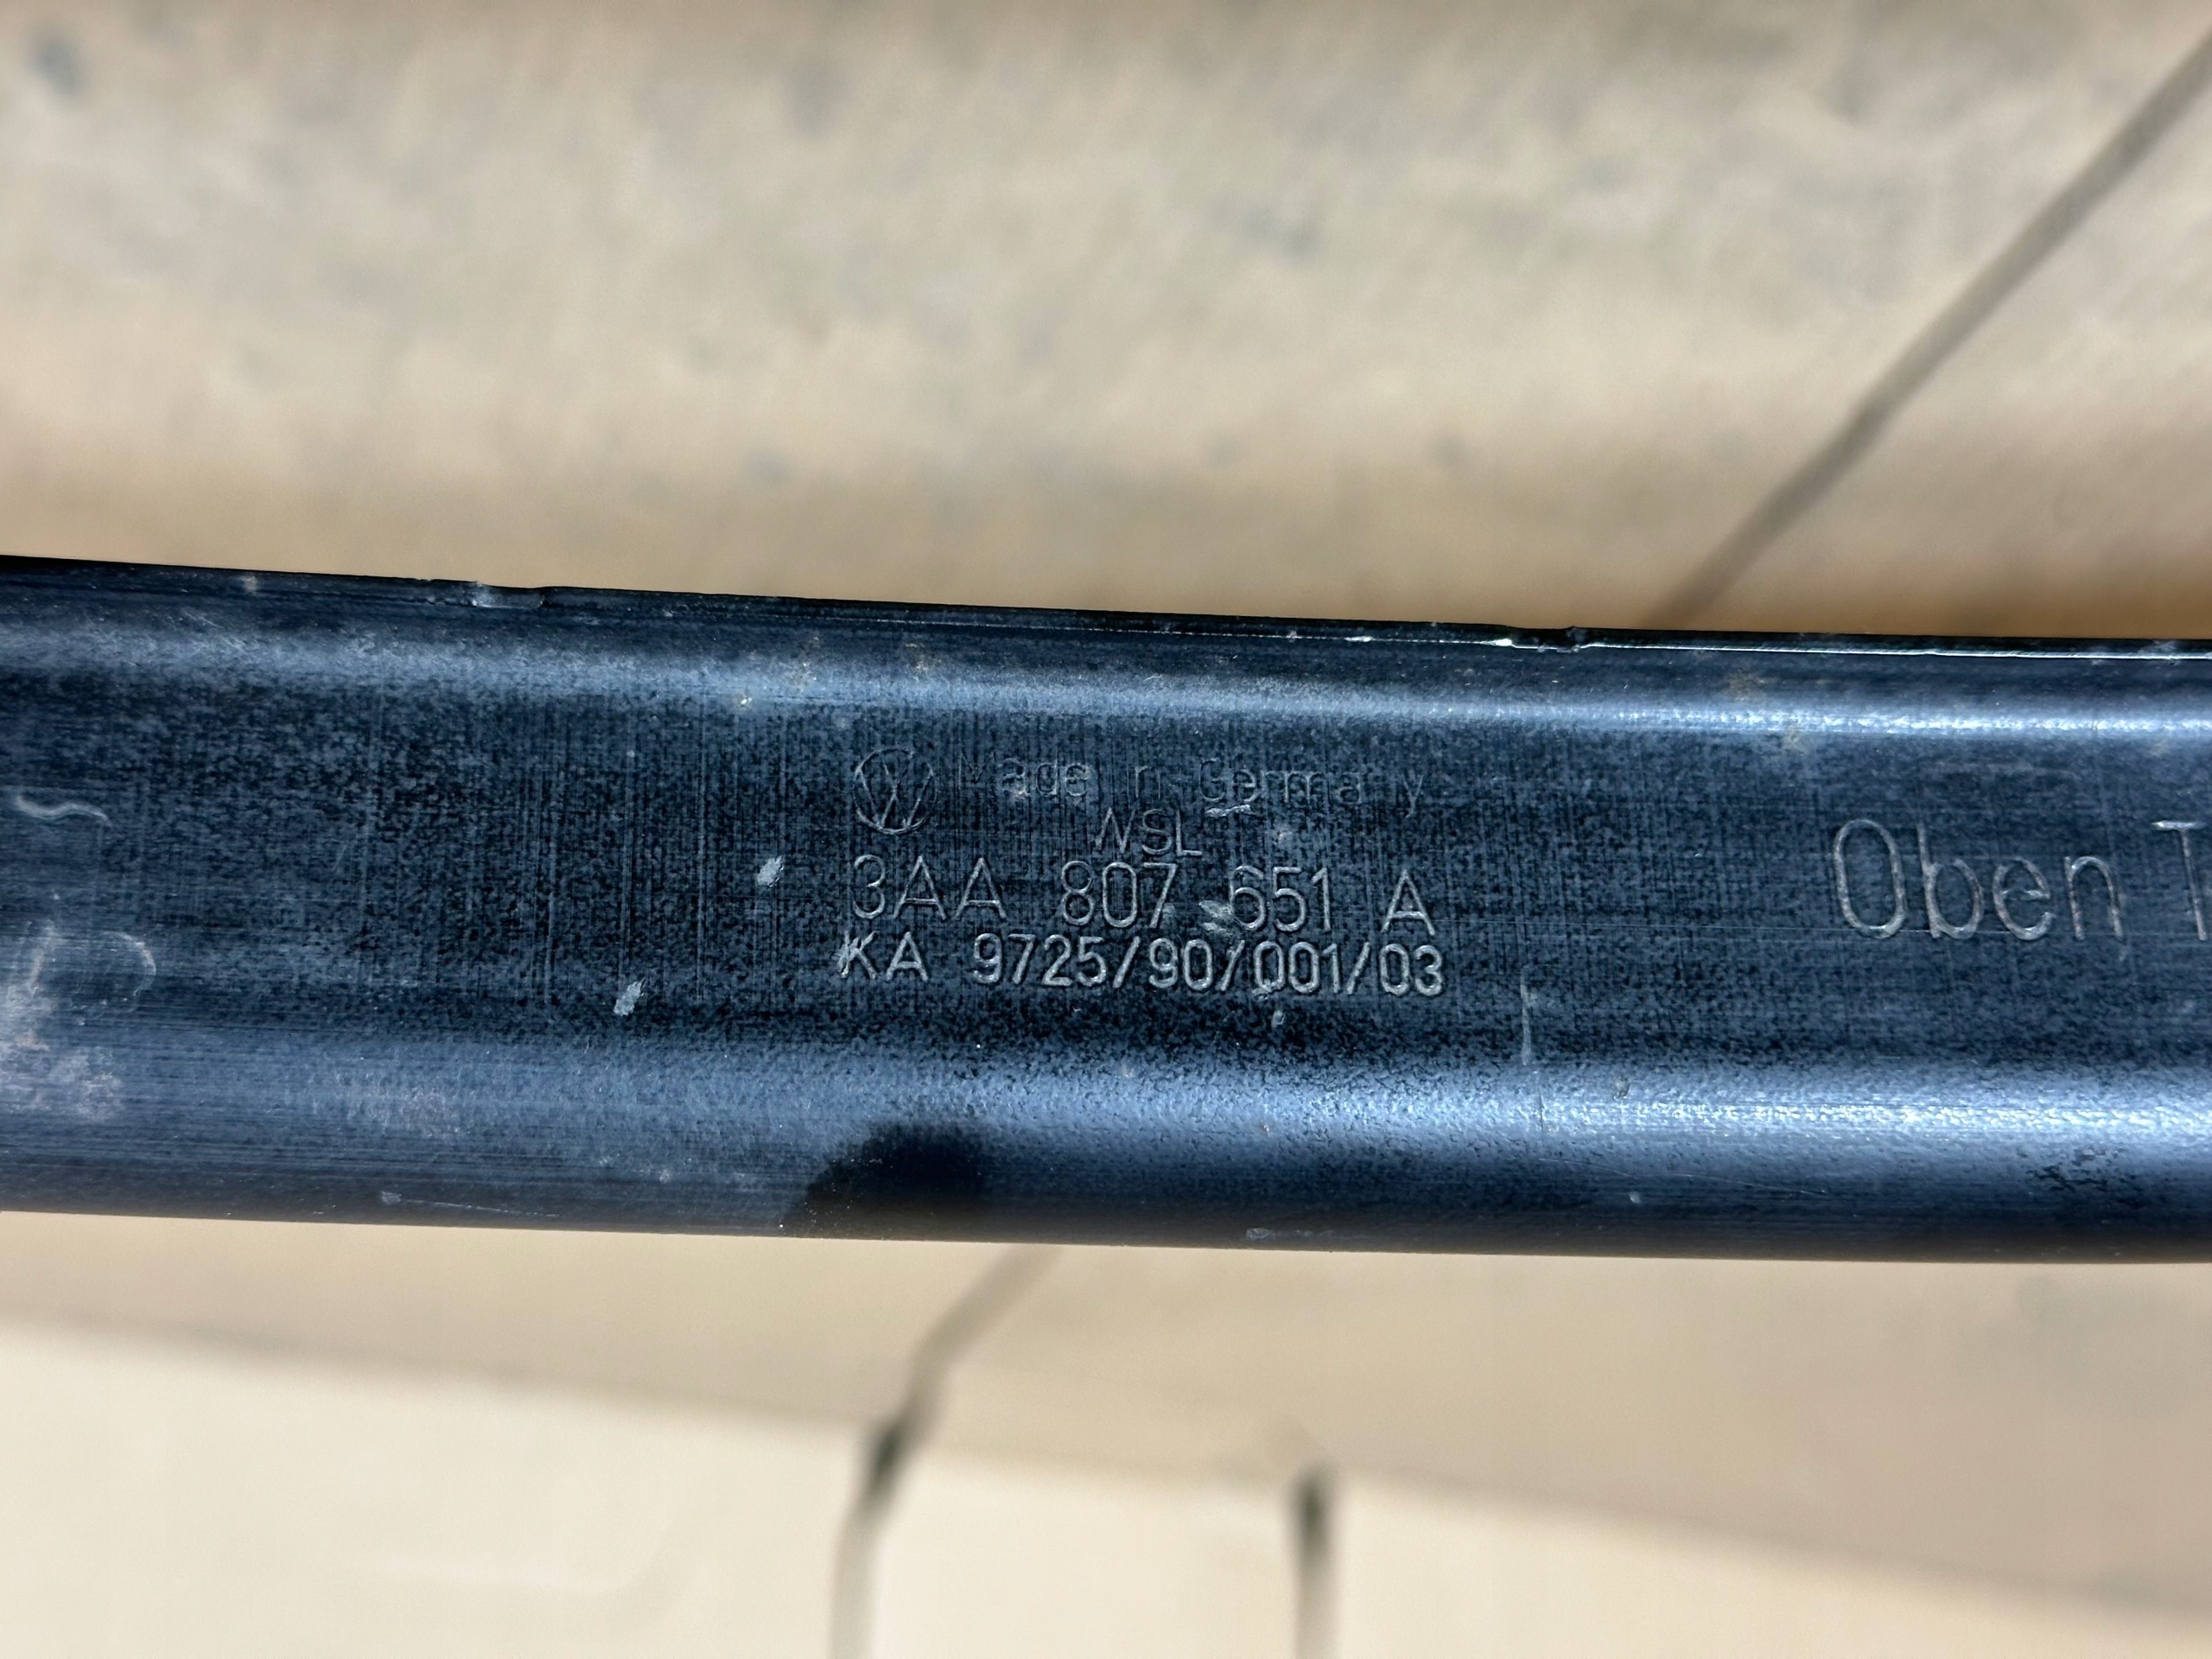 Made in Germany
WSL
3AA 807 651 A
KA 9725/90/001/03
Oben T